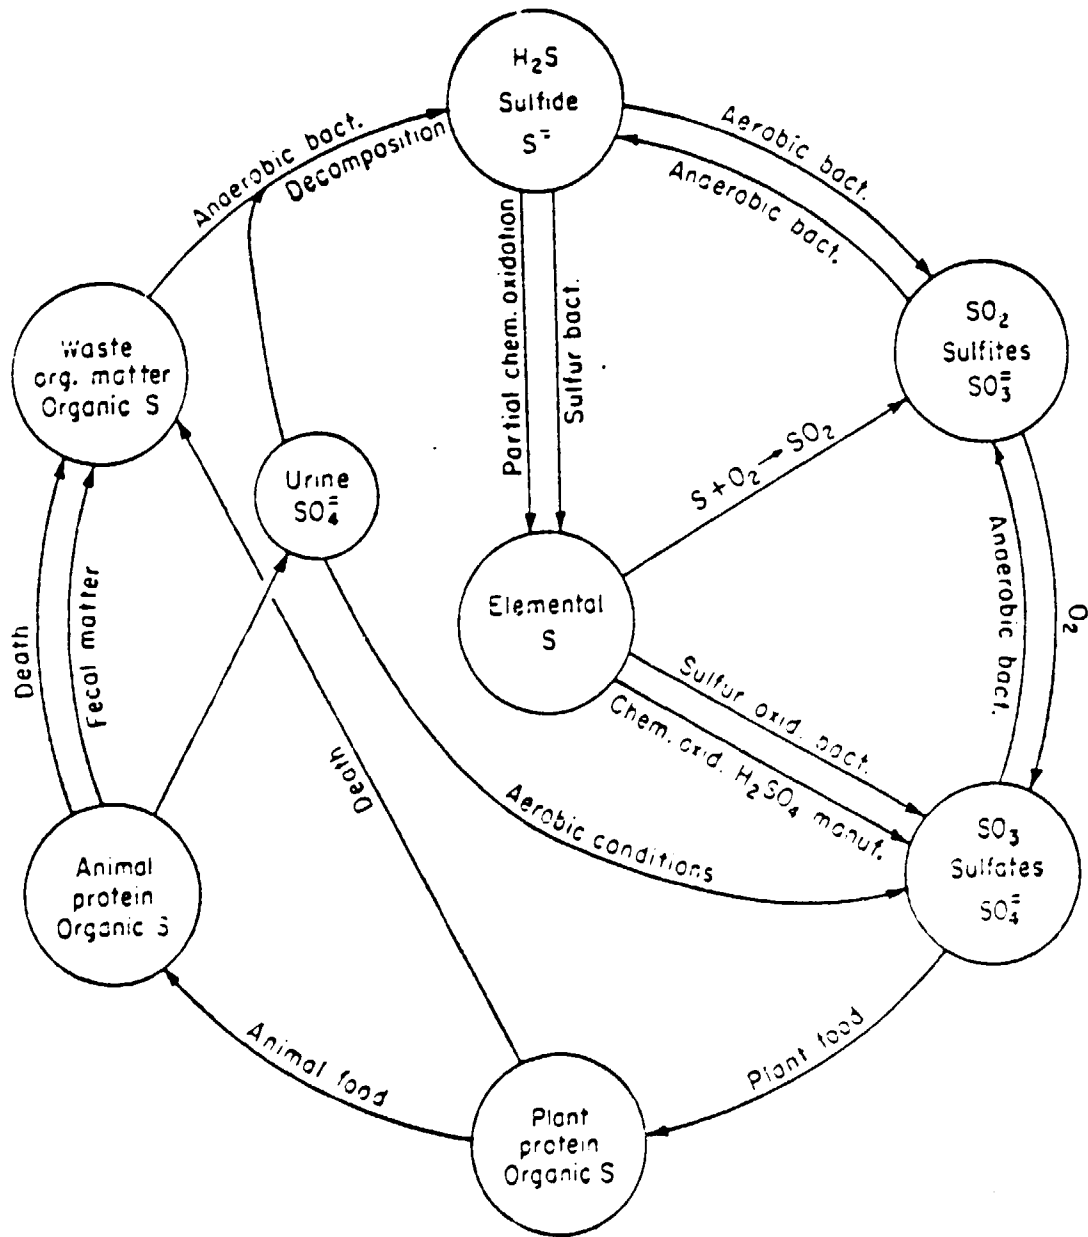 H₂S
Sulfide
S⁼
Anaerobic bact.
Decomposition
Aerobic bact.
Anaerobic bact.
Partial chem. oxidation
Sulfur bact.
SO₂
Sulfites
SO₃⁼
Waste
org. matter
Organic S
Urine
SO₄⁼
S+O₂→SO₂
Elemental
S
Anaerobic bact.
O₂
Death
Fecal matter
Death
Sulfur oxid. bact.
Chem. oxid. H₂SO₄ manuf.
Aerobic conditions
SO₃
Sulfates
SO₄⁼
Animal
protein
Organic S
Animal food
Plant food
Plant
protein
Organic S